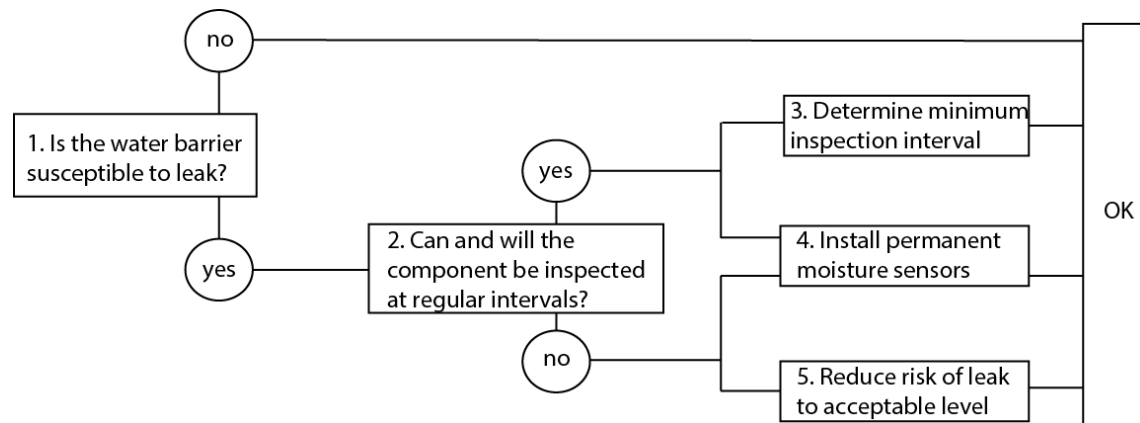 no
1. Is the water barrier
susceptible to leak?
yes
2. Can and will the
component be inspected
at regular intervals?
yes
no
3. Determine minimum
inspection interval
4. Install permanent
moisture sensors
5. Reduce risk of leak
to acceptable level
OK